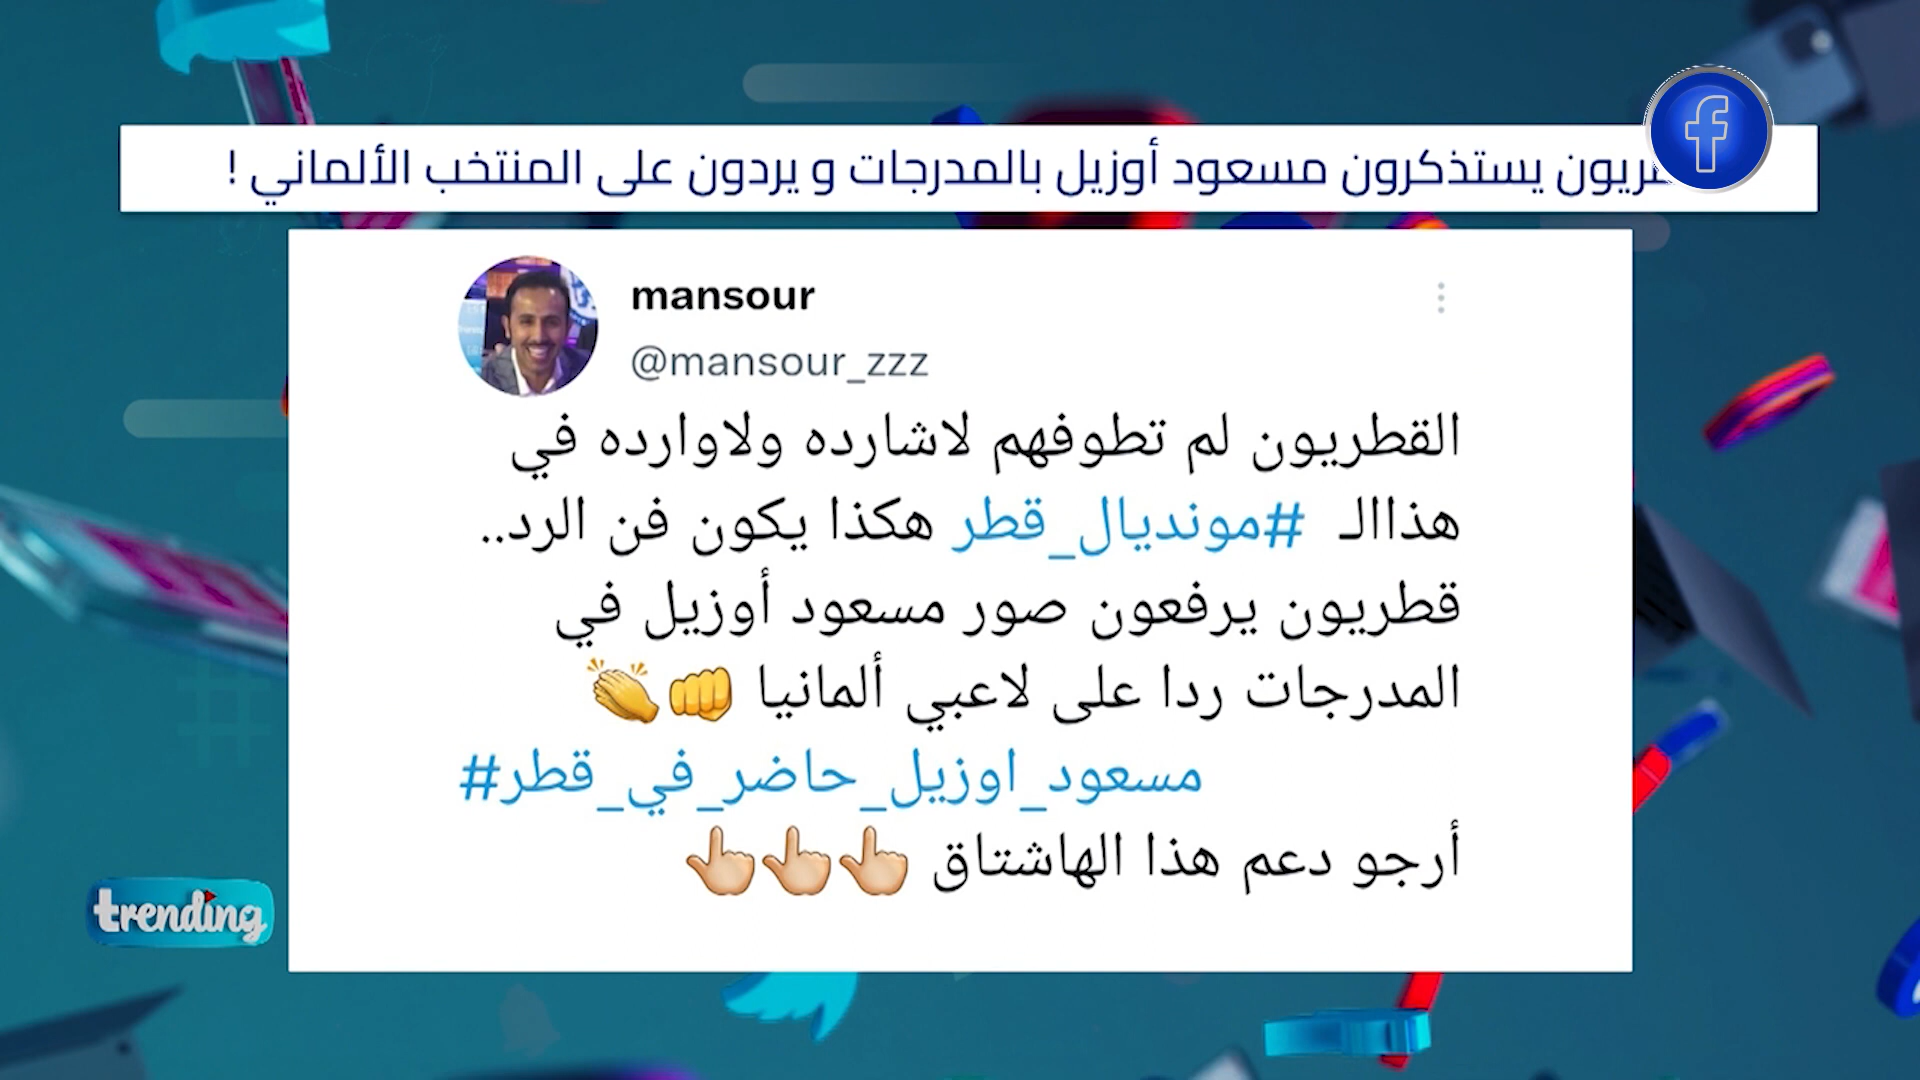 يستذكرون مسعود أوزيل بالمدرجات و يردون على المنتخب الألماني !
mansour
@mansour_zzz
القطريون لم تطوفهم لاشارده ولاوارده في
هذاالـ #مونديال_قطر هكذا يكون فن الرد..
قطريون يرفعون صور مسعود أوزيل في
المدرجات ردا على لاعبي ألمانيا 👊👏
#مسعود_اوزيل_حاضر_في_قطر
أرجو دعم هذا الهاشتاق 👆🏻👆🏻👆🏻
trending